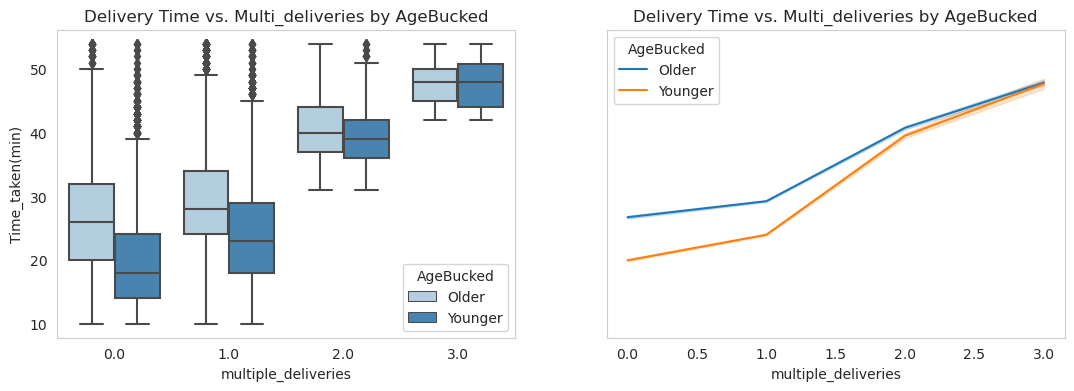 Delivery Time vs. Multi_deliveries by AgeBucked
Time_taken(min)
50
40
30
20
10
0.0 1.0 2.0 3.0
multiple_deliveries
AgeBucked
Older
Younger
Delivery Time vs. Multi_deliveries by AgeBucked
AgeBucked
Older
Younger
0.0 0.5 1.0 1.5 2.0 2.5 3.0
multiple_deliveries